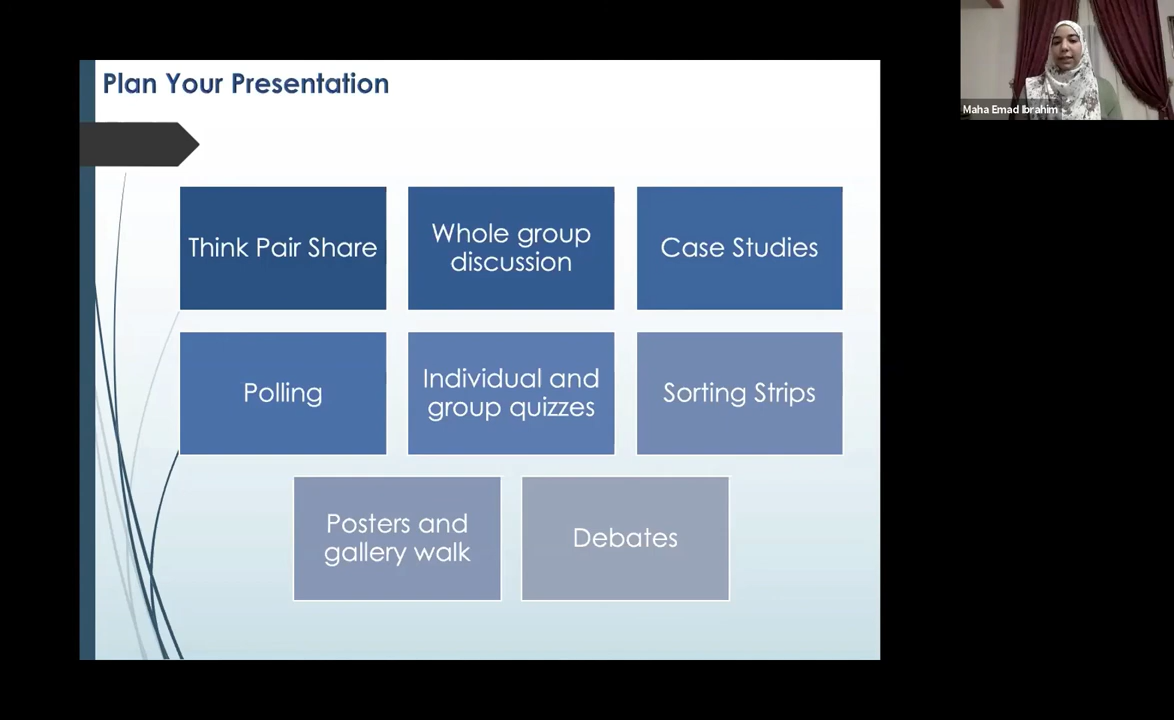 Plan Your Presentation
Maha Emad Ibrahim
Think Pair Share
Whole group
discussion
Case Studies
Polling
Individual and
group quizzes
Sorting Strips
Posters and
gallery walk
Debates